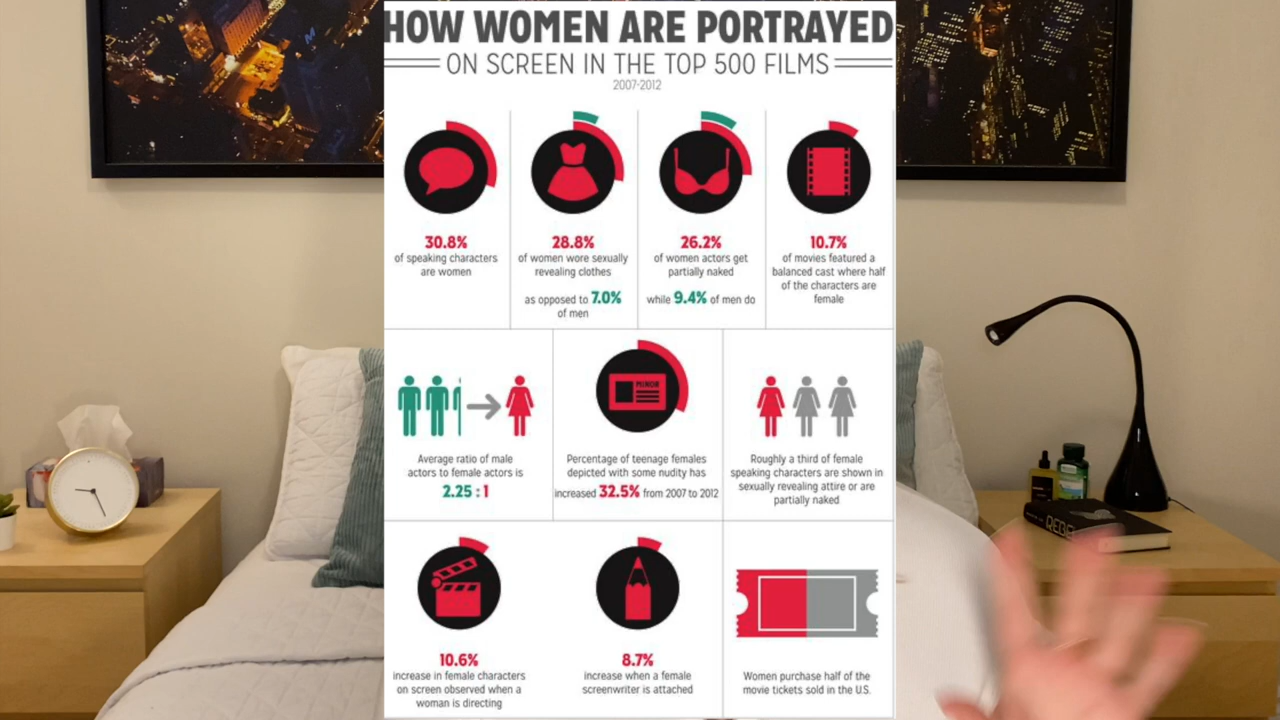 HOW WOMEN ARE PORTRAYED
ON SCREEN IN THE TOP 500 FILMS
2007-2012
30.8%
of speaking characters
are women
28.8%
of women wore sexually
revealing clothes
as opposed to 7.0%
of men
26.2%
of women actors get
partially naked
while 9.4% of men do
10.7%
of movies featured a
balanced cast where half
of the characters are
female
Average ratio of male
actors to female actors is
2.25 : 1
MINOR
Percentage of teenage females
depicted with some nudity has
increased 32.5% from 2007 to 2012
Roughly a third of female
speaking characters are shown in
sexually revealing attire or are
partially naked
10.6%
increase in female characters
on screen observed when a
woman is directing
8.7%
increase when a female
screenwriter is attached
Women purchase half of the
movie tickets sold in the U.S.